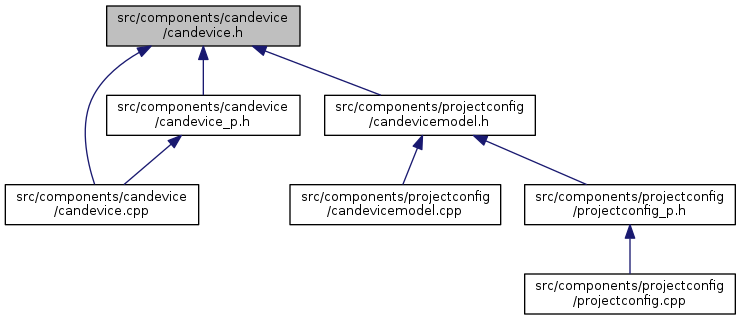 src/components/candevice
/candevice.h
src/components/candevice
/candevice_p.h
src/components/projectconfig
/candevicemodel.h
src/components/candevice
/candevice.cpp
src/components/projectconfig
/candevicemodel.cpp
src/components/projectconfig
/projectconfig_p.h
src/components/projectconfig
/projectconfig.cpp